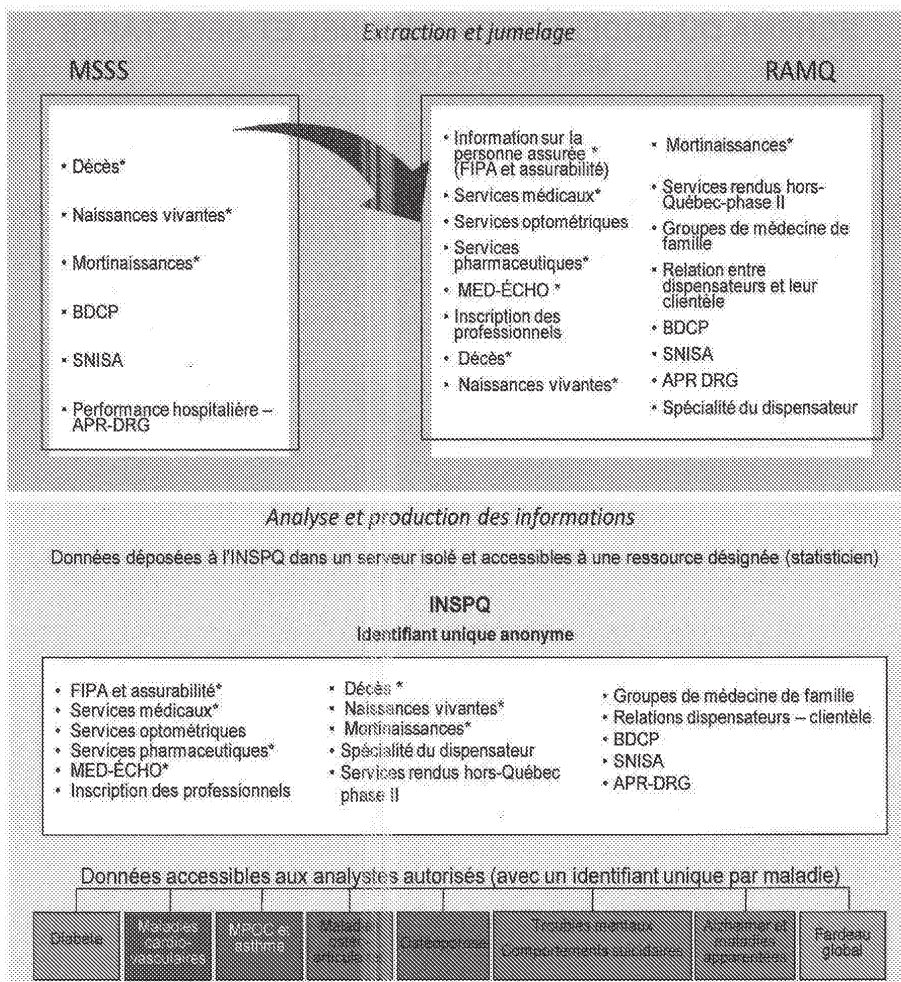 Extraction et jumelage
MSSS
RAMQ
• Décès*
• Naissances vivantes*
• Mortinaissances*
• BDCP
• SNISA
• Performance hospitalière –
APR-DRG
• Information sur la
personne assurée *
(FIPA et assurabilité)
• Services médicaux*
• Services optométriques
• Services
pharmaceutiques*
• MED-ÉCHO *
• Inscription des
professionnels
• Décès*
• Naissances vivantes*
• Mortinaissances*
• Services rendus hors-
Québec-phase II
• Groupes de médecine de
famille
• Relation entre
dispensateurs et leur
clientèle
• BDCP
• SNISA
• APR DRG
• Spécialité du dispensateur
Analyse et production des informations
Données déposées à l'INSPQ dans un serveur isolé et accessibles à une ressource désignée (statisticien)
INSPQ
Identifiant unique anonyme
• FIPA et assurabilité*
• Services médicaux*
• Services optométriques
• Services pharmaceutiques*
• MED-ÉCHO*
• Inscription des professionnels
• Décès *
• Naissances vivantes*
• Mortinaissances*
• Spécialité du dispensateur
• Services rendus hors-Québec
phase II
• Groupes de médecine de famille
• Relations dispensateurs – clientèle
• BDCP
• SNISA
• APR-DRG
Données accessibles aux analystes autorisés (avec un identifiant unique par maladie)
Diabète
Maladies
cardio-
vasculaires
MPOC et
asthma
Ostéoporose
Troubles mentaux
Comportements suicidaires
Alzheimer et
maladies
apparentées
Fardeau
global